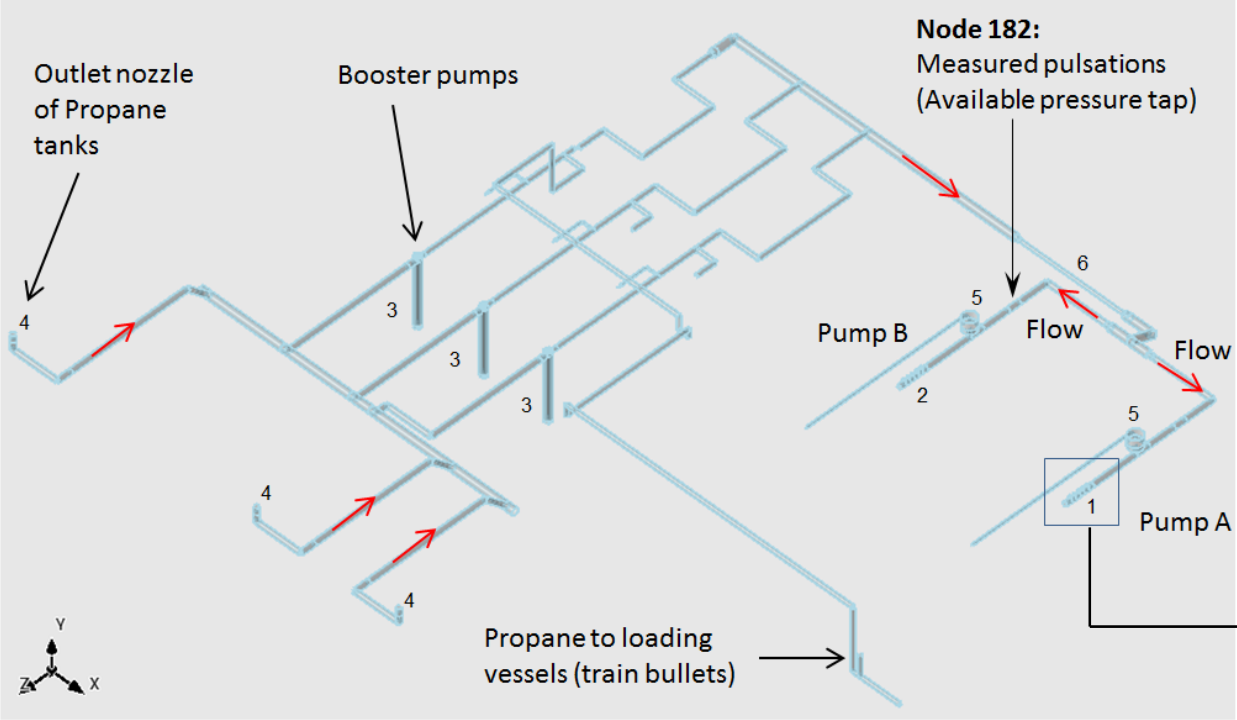 Node 182:
Measured pulsations
(Available pressure tap)
Outlet nozzle
of Propane
tanks
Booster pumps
4
3
3
3
6
5
Pump B
Flow
Flow
2
5
1
Pump A
4
4
Propane to loading
vessels (train bullets)
Y
Z
X